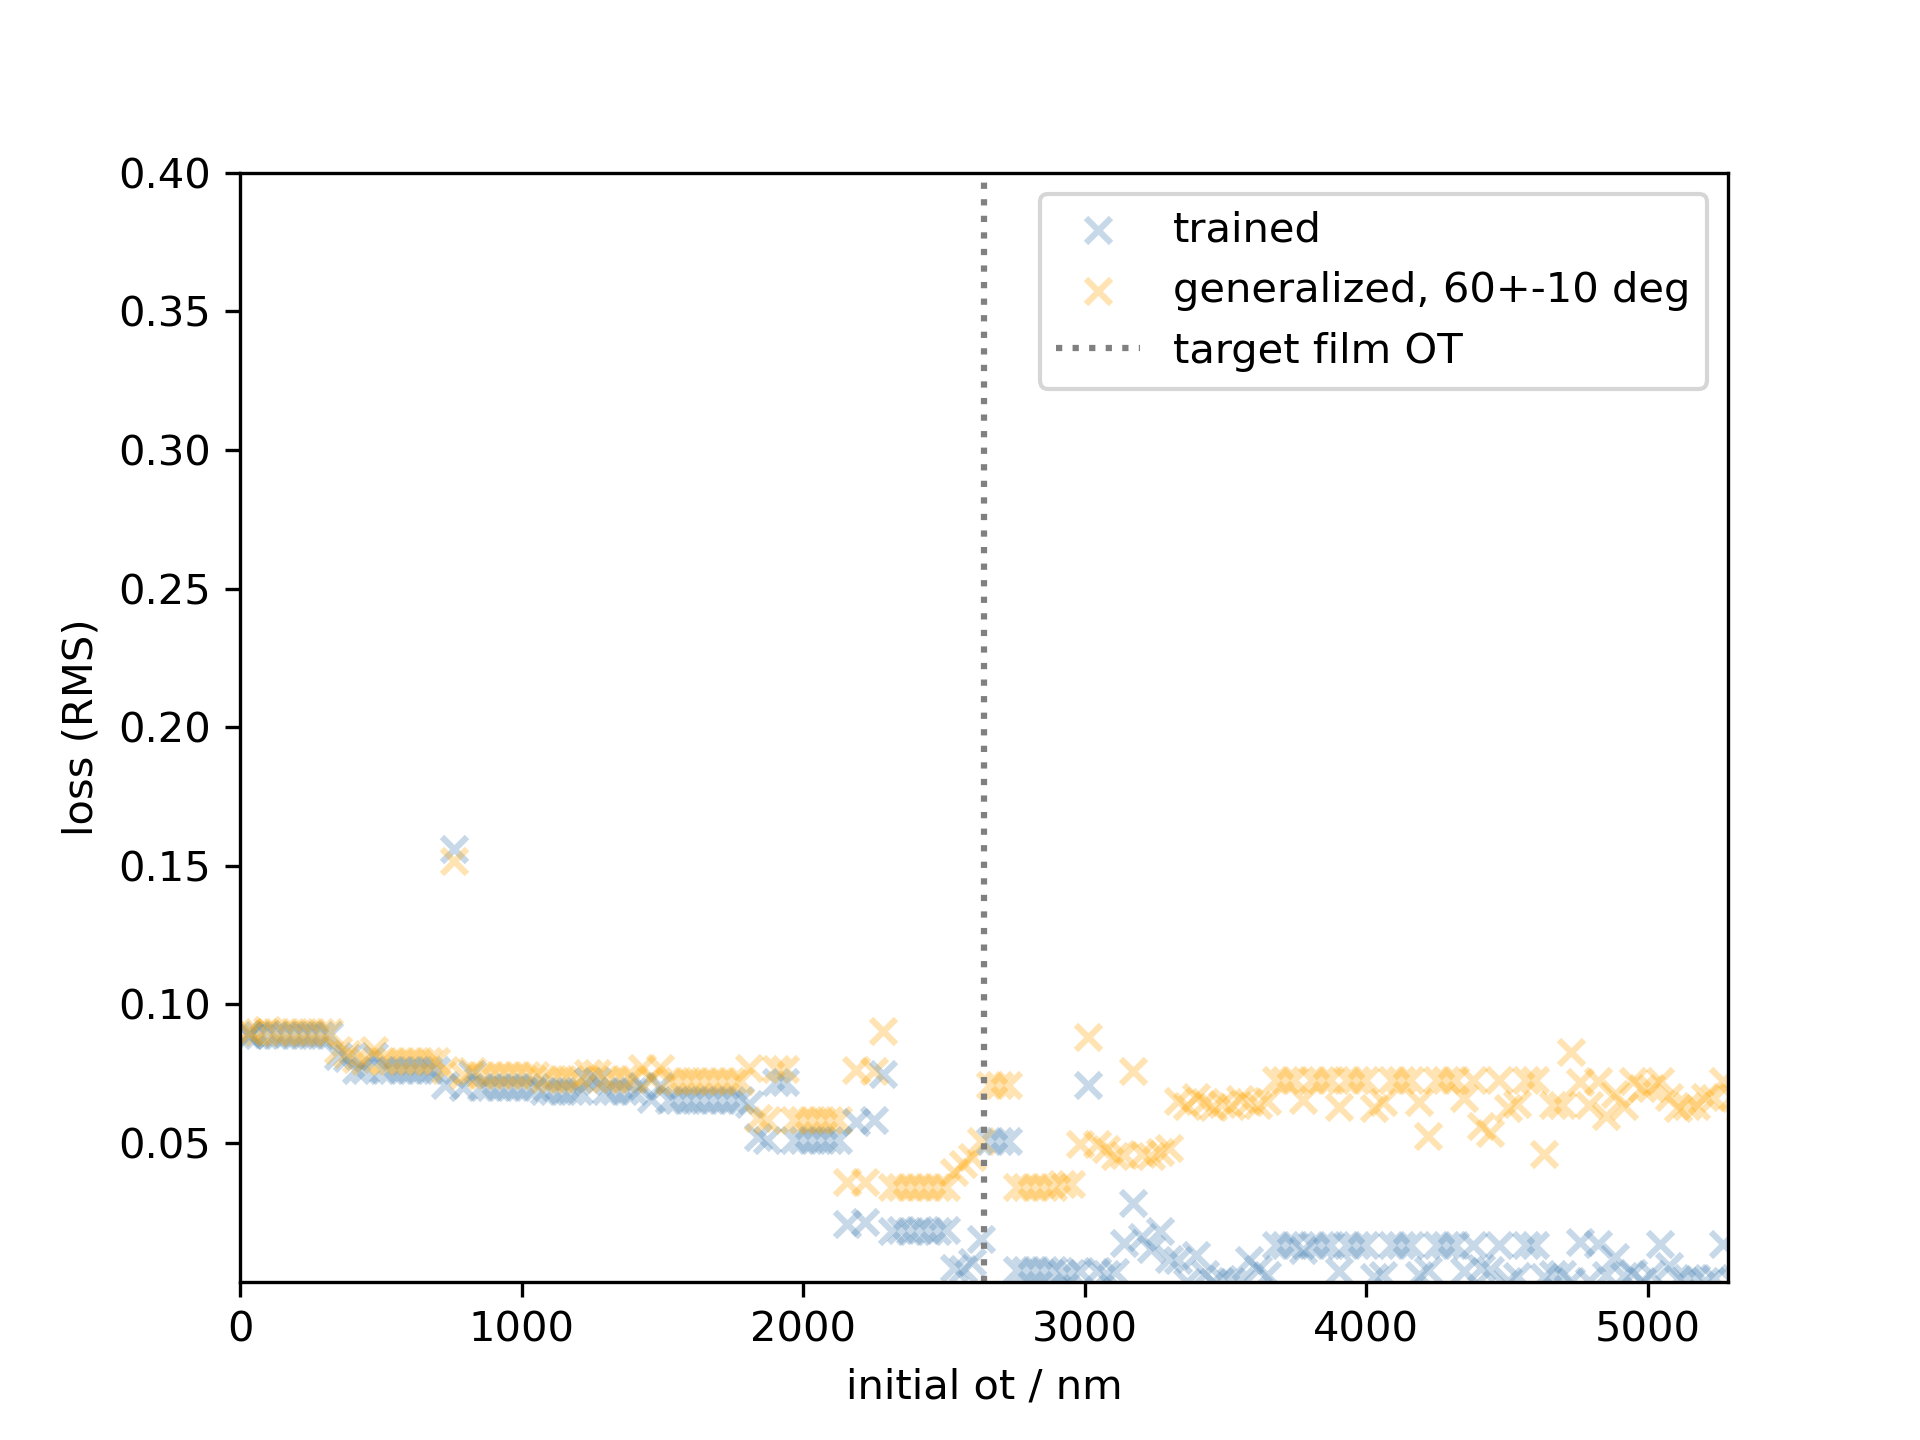 0.40
0.35
0.30
0.25
0.20
0.15
0.10
0.05
loss (RMS)
trained
generalized, 60+-10 deg
target film OT
0 1000 2000 3000 4000 5000
initial ot / nm